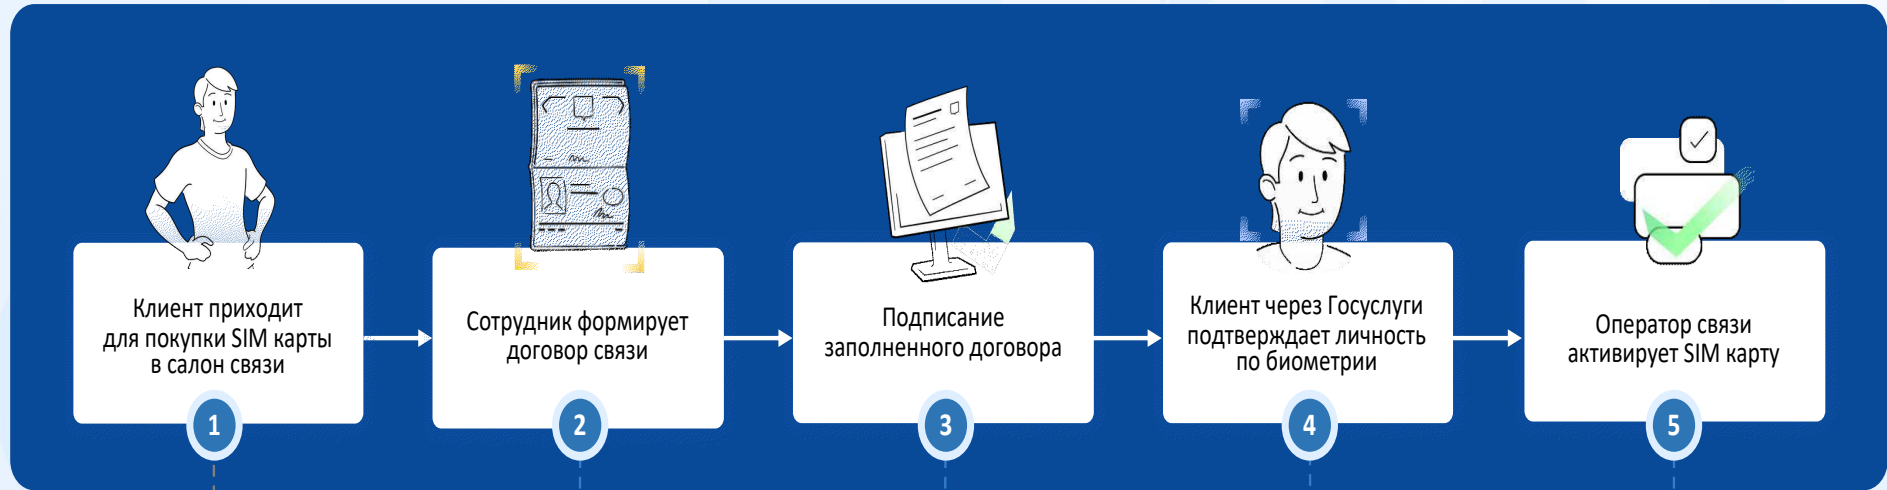 Клиент приходит
для покупки SIM карты
в салон связи
1
Сотрудник формирует
договор связи
2
Подписание
заполненного договора
3
Клиент через Госуслуги
подтверждает личность
по биометрии
4
Оператор связи
активирует SIM карту
5